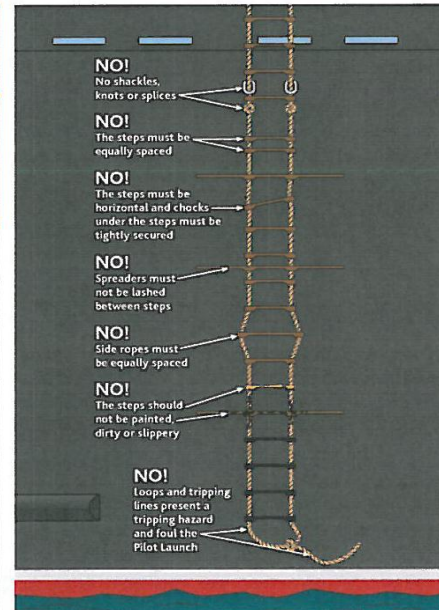 NO!
No shackles,
knots or splices
NO!
The steps must be
equally spaced
NO!
The steps must be
horizontal and chocks
under the steps must be
tightly secured
NO!
Spreaders must
not be lashed
between steps
NO!
Side ropes must
be equally spaced
NO!
The steps should
not be painted,
dirty or slippery
NO!
Loops and tripping
lines present a
tripping hazard
and foul the
Pilot Launch